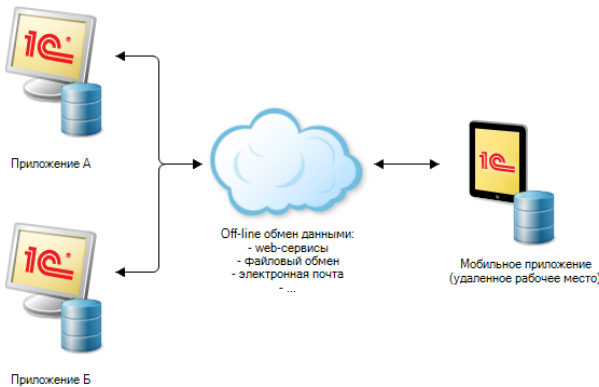 1С
Приложение А
1С
Приложение Б
Off-line обмен данными:
- web-сервисы
- файловый обмен
- электронная почта
- ...
1С
Мобильное приложение
(удаленное рабочее место)